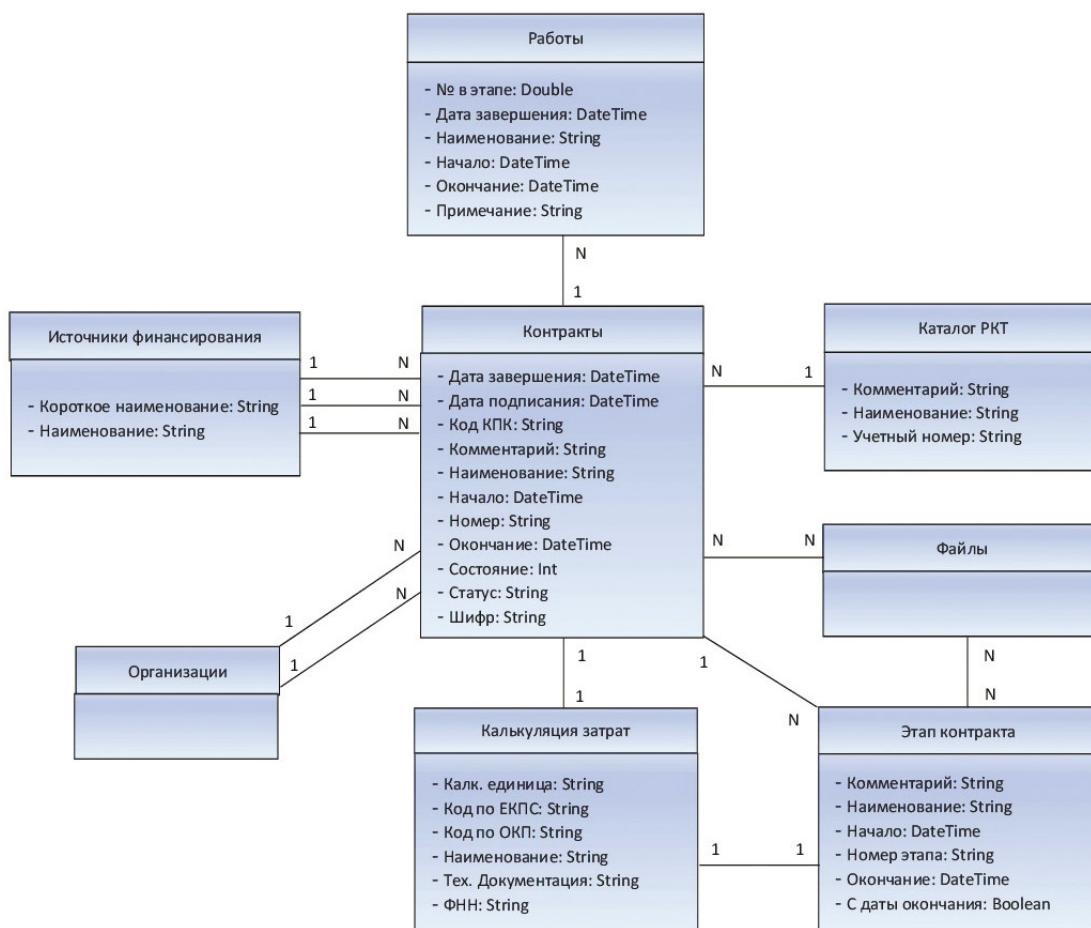 Работы
- № в этапе: Double
- Дата завершения: DateTime
- Наименование: String
- Начало: DateTime
- Окончание: DateTime
- Примечание: String
N
1
Источники финансирования
- Короткое наименование: String
- Наименование: String
1 N
1 N
1 N
Контракты
- Дата завершения: DateTime
- Дата подписания: DateTime
- Код КПК: String
- Комментарий: String
- Наименование: String
- Начало: DateTime
- Номер: String
- Окончание: DateTime
- Состояние: Int
- Статус: String
- Шифр: String
N 1
Каталог РКТ
- Комментарий: String
- Наименование: String
- Учетный номер: String
N N
Файлы
N
N
1
1
Организации
N
N
1
1
1
N
Калькуляция затрат
- Калк. единица: String
- Код по ЕКПС: String
- Код по ОКП: String
- Наименование: String
- Тех. Документация: String
- ФНН: String
1 1
Этап контракта
- Комментарий: String
- Наименование: String
- Начало: DateTime
- Номер этапа: String
- Окончание: DateTime
- С даты окончания: Boolean